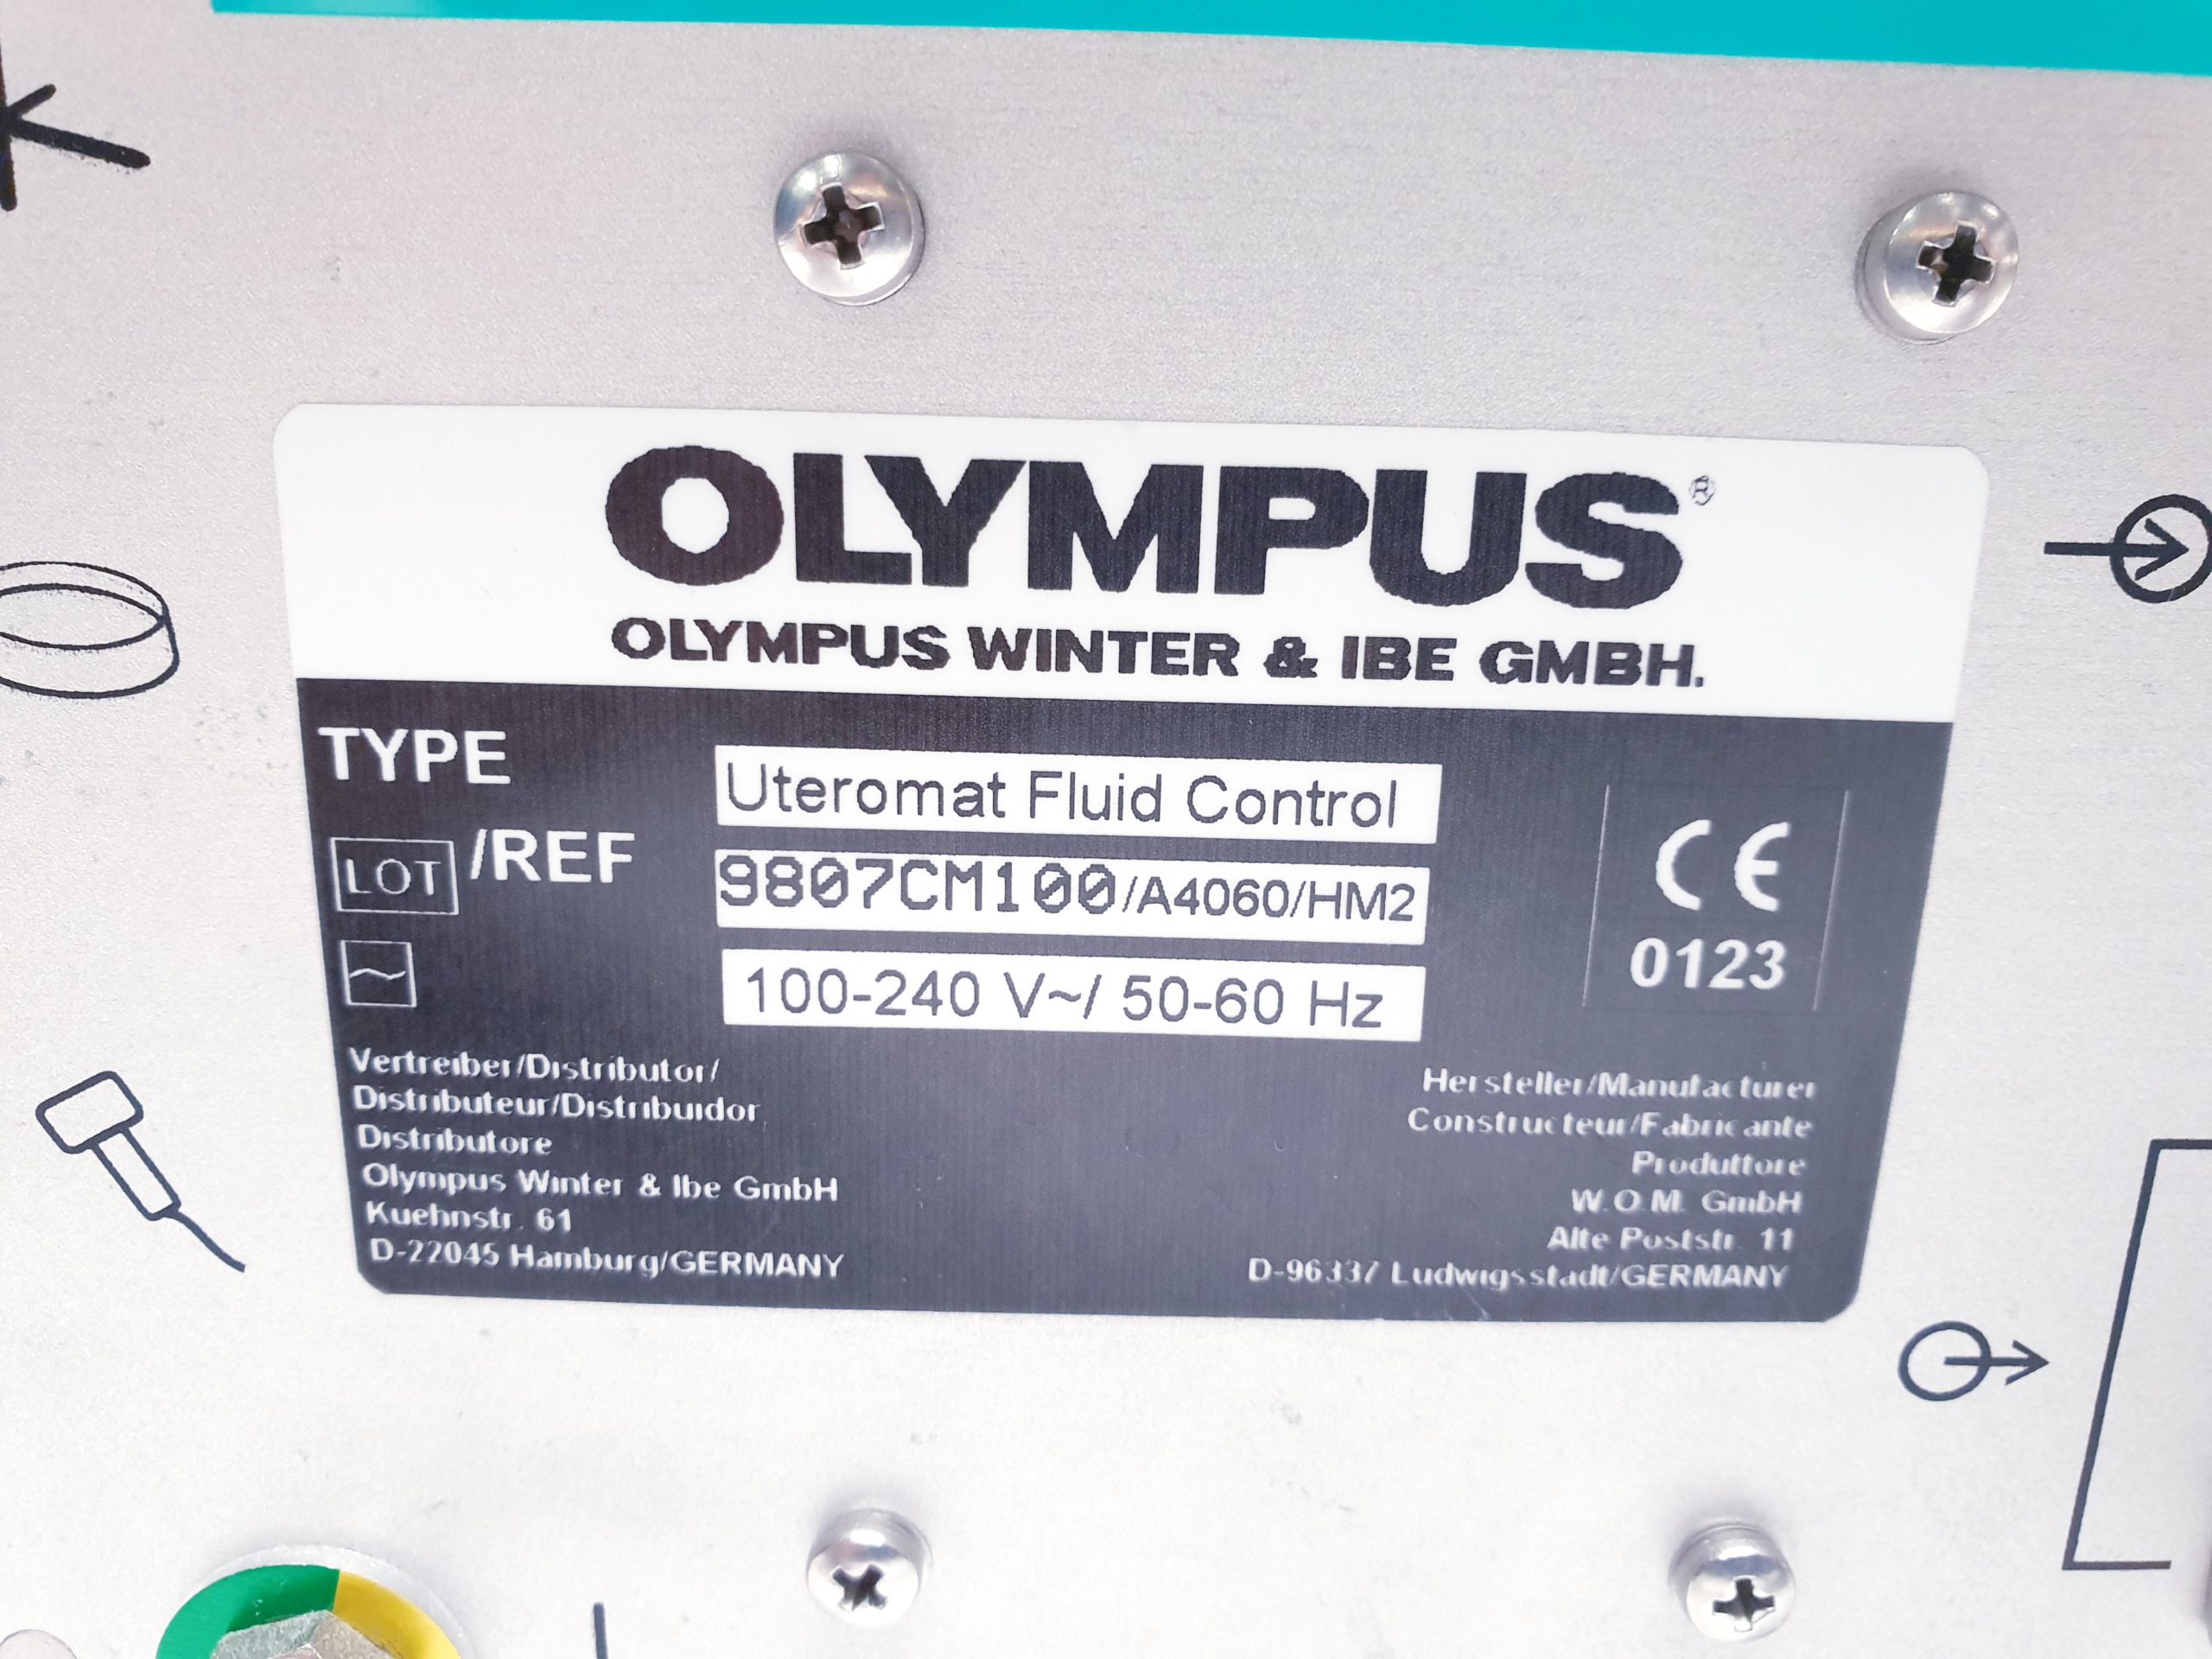 OLYMPUS®
OLYMPUS WINTER & IBE GMBH.
TYPE
Uteromat Fluid Control
LOT /REF
9807CM100/A4060/HM2
~
100-240 V~/ 50-60 Hz
CE
0123
Vertreiber/Distributor/
Distributeur/Distribuidor
Distributore
Olympus Winter & Ibe GmbH
Kuehnstr. 61
D-22045 Hamburg/GERMANY
Hersteller/Manufacturer
Constructeur/Fabricante
Produttore
W.O.M. GmbH
Alte Poststr. 11
D-96337 Ludwigsstadt/GERMANY